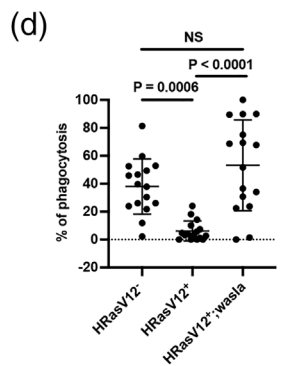 (d)
NS
P < 0.0001
P = 0.0006
% of phagocytosis
100
80
60
40
20
0
-20
HRasV12⁻
HRasV12⁺
HRasV12⁺;wasla